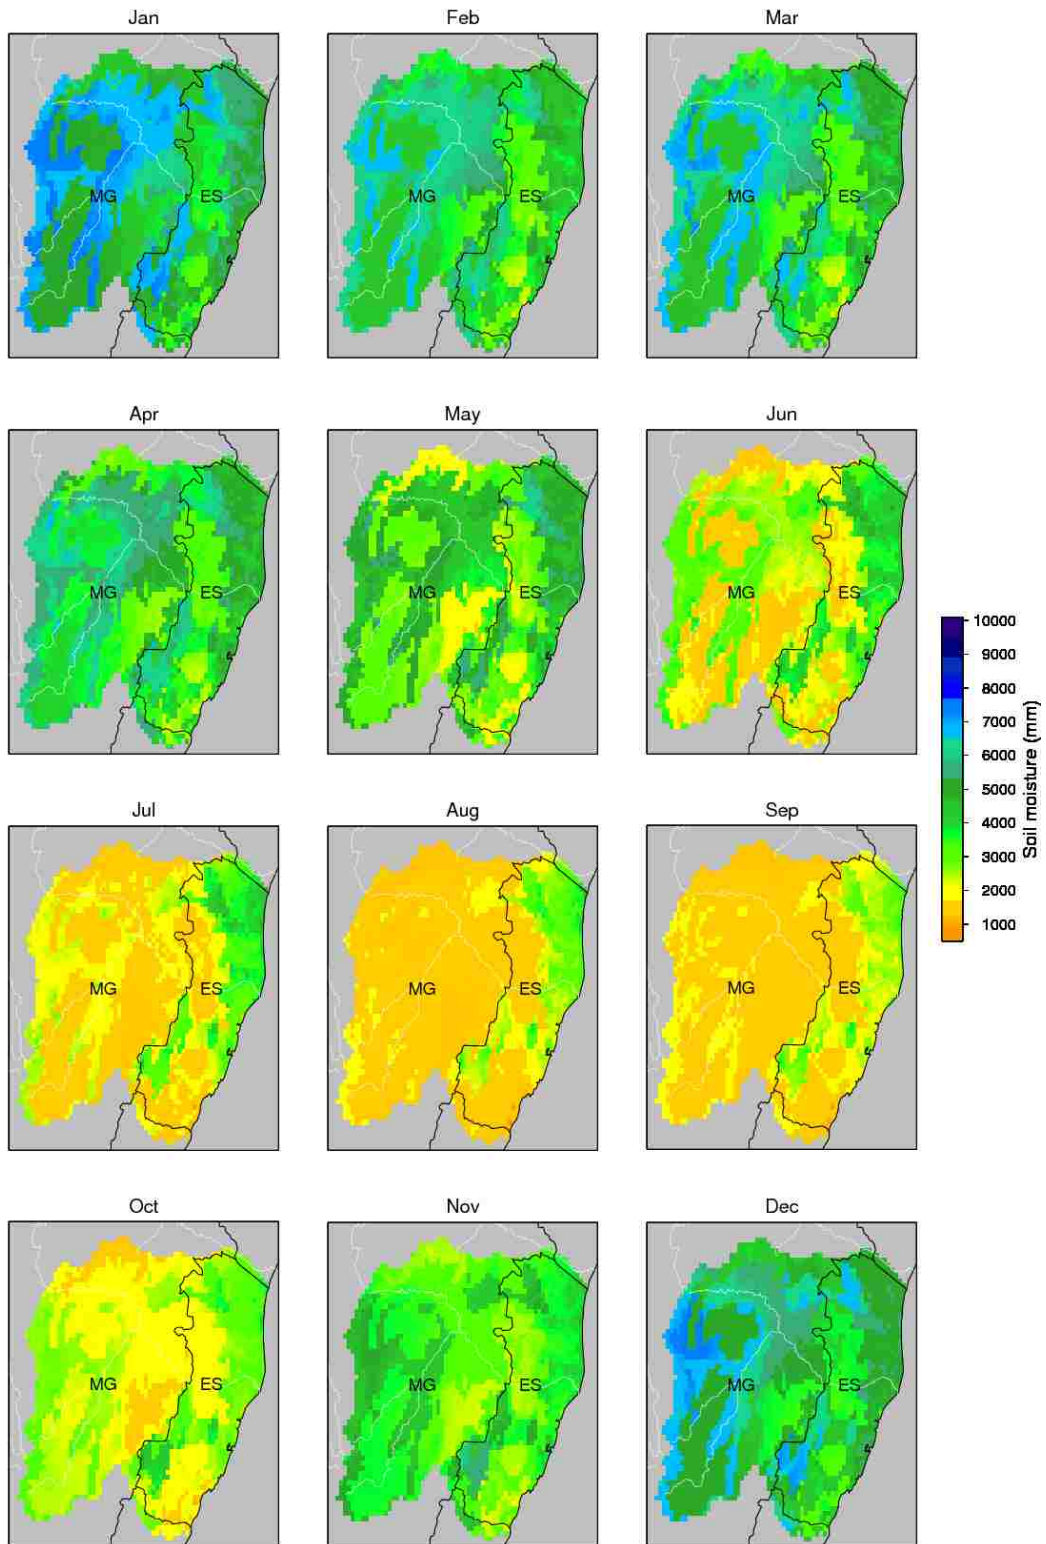 Jan
Feb
Mar
MG
ES
MG
ES
MG
ES
Apr
May
Jun
MG
ES
MG
ES
MG
ES
10000
9000
8000
7000
6000
5000
4000
3000
2000
1000
Soil moisture (mm)
Jul
Aug
Sep
MG
ES
MG
ES
MG
ES
Oct
Nov
Dec
MG
ES
MG
ES
MG
ES